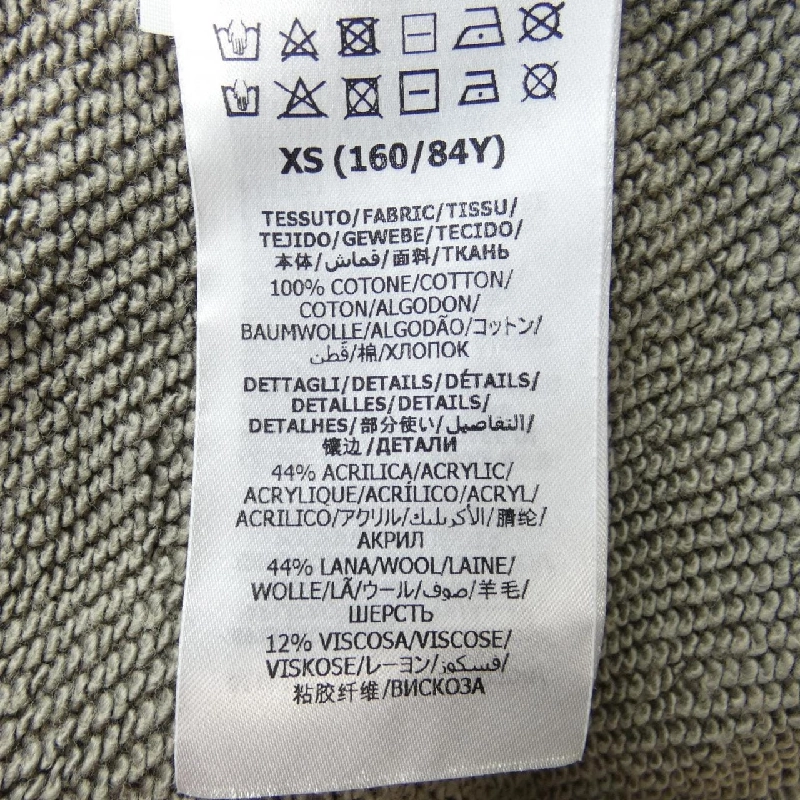 XS (160/84Y)
TESSUTO/FABRIC/TISSU/
TEJIDO/GEWEBE/TECIDO/
本体/قماش/面料/ТКАНЬ
100% COTONE/COTTON/
COTON/ALGODON/
BAUMWOLLE/ALGODÃO/コットン/
قطن/棉/ХЛОПОК
DETTAGLI/DETAILS/DÉTAILS/
DETALLES/DETAILS/
DETALHES/部分使い/التفاصيل/
镶边/ДЕТАЛИ
44% ACRILICA/ACRYLIC/
ACRYLIQUE/ACRÍLICO/ACRYL/
ACRILICO/アクリル/الأكريليك/腈纶/
АКРИЛ
44% LANA/WOOL/LAINE/
WOLLE/LÃ/ウール/صوف/羊毛/
ШЕРСТЬ
12% VISCOSA/VISCOSE/
VISKOSE/レーヨン/فسكوز/
粘胶纤维/ВИСКОЗА